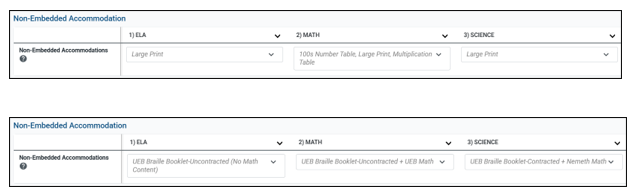 Non-Embedded Accommodation
1) ELA 2) MATH 3) SCIENCE
Non-Embedded Accommodations Large Print 100s Number Table, Large Print, Multiplication Table Large Print
Non-Embedded Accommodation
1) ELA 2) MATH 3) SCIENCE
Non-Embedded Accommodations UEB Braille Booklet-Uncontracted (No Math Content) UEB Braille Booklet-Uncontracted + UEB Math UEB Braille Booklet-Contracted + Nemeth Math